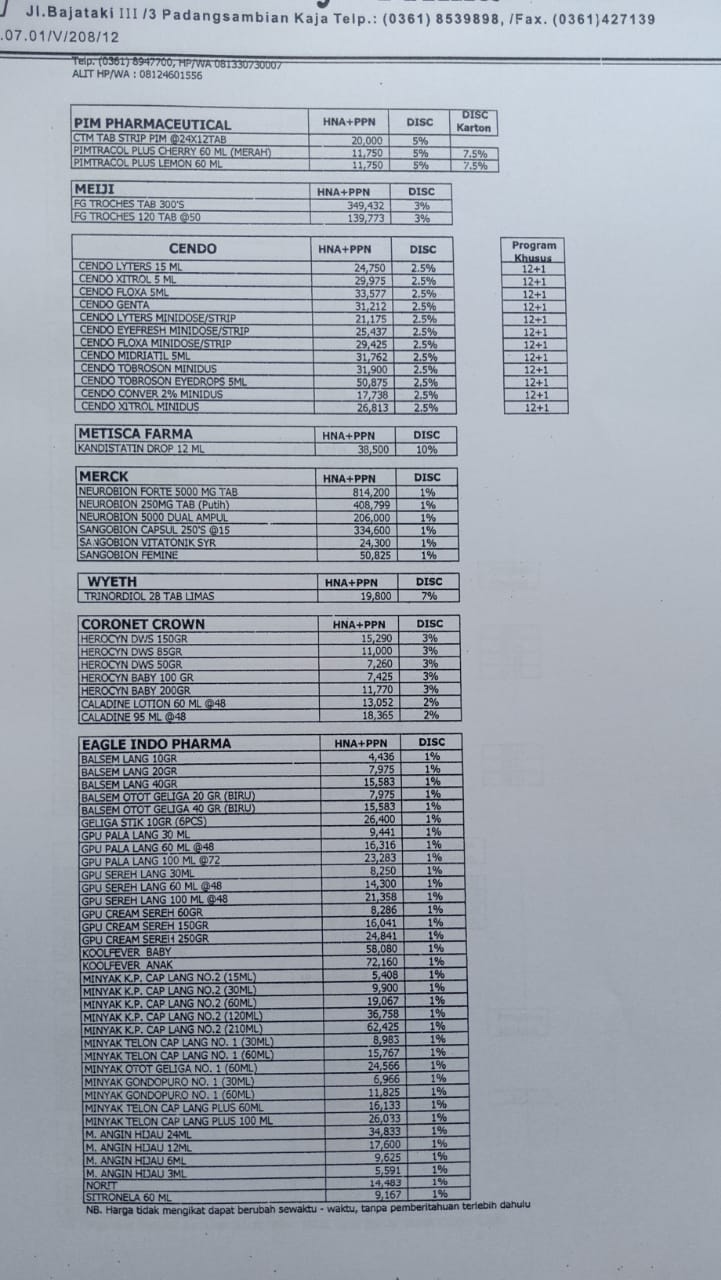 Jl.Bajataki III /3 Padangsambian Kaja Telp.: (0361) 8539898, /Fax. (0361)427139
.07.01/V/208/12
Telp. (0361) 8947700, HP/WA 081330730007
ALIT HP/WA : 08124601556
PIM PHARMACEUTICAL HNA+PPN DISC DISC Karton
CTM TAB STRIP PIM @24X12TAB 20,000 5%
PIMTRACOL PLUS CHERRY 60 ML (MERAH) 11,750 5% 7.5%
PIMTRACOL PLUS LEMON 60 ML 11,750 5% 7.5%
MEIJI HNA+PPN DISC
FG TROCHES TAB 300'S 349,432 3%
FG TROCHES 120 TAB @50 139,773 3%
CENDO HNA+PPN DISC Program Khusus
CENDO LYTERS 15 ML 24,750 2.5% 12+1
CENDO XITROL 5 ML 29,975 2.5% 12+1
CENDO FLOXA 5ML 33,577 2.5% 12+1
CENDO GENTA 31,212 2.5% 12+1
CENDO LYTERS MINIDOSE/STRIP 21,175 2.5% 12+1
CENDO EYEFRESH MINIDOSE/STRIP 25,437 2.5% 12+1
CENDO FLOXA MINIDOSE/STRIP 29,425 2.5% 12+1
CENDO MIDRIATIL 5ML 31,762 2.5% 12+1
CENDO TOBROSON MINIDUS 31,900 2.5% 12+1
CENDO TOBROSON EYEDROPS 5ML 50,875 2.5% 12+1
CENDO CONVER 2% MINIDUS 17,738 2.5% 12+1
CENDO XITROL MINIDUS 26,813 2.5% 12+1
METISCA FARMA HNA+PPN DISC
KANDISTATIN DROP 12 ML 38,500 10%
MERCK HNA+PPN DISC
NEUROBION FORTE 5000 MG TAB 814,200 1%
NEUROBION 250MG TAB (Putih) 408,799 1%
NEUROBION 5000 DUAL AMPUL 206,000 1%
SANGOBION CAPSUL 250'S @15 334,600 1%
SANGOBION VITATONIK SYR 24,300 1%
SANGOBION FEMINE 50,825 1%
WYETH HNA+PPN DISC
TRINORDIOL 28 TAB LIMAS 19,800 7%
CORONET CROWN HNA+PPN DISC
HEROCYN DWS 150GR 15,290 3%
HEROCYN DWS 85GR 11,000 3%
HEROCYN DWS 50GR 7,260 3%
HEROCYN BABY 100 GR 7,425 3%
HEROCYN BABY 200GR 11,770 3%
CALADINE LOTION 60 ML @48 13,052 2%
CALADINE 95 ML @48 18,365 2%
EAGLE INDO PHARMA HNA+PPN DISC
BALSEM LANG 10GR 4,436 1%
BALSEM LANG 20GR 7,975 1%
BALSEM LANG 40GR 15,583 1%
BALSEM OTOT GELIGA 20 GR (BIRU) 7,975 1%
BALSEM OTOT GELIGA 40 GR (BIRU) 15,583 1%
GELIGA STIK 10GR (6PCS) 26,400 1%
GPU PALA LANG 30 ML 9,441 1%
GPU PALA LANG 60 ML @48 16,316 1%
GPU PALA LANG 100 ML @72 23,283 1%
GPU SEREH LANG 30ML 8,250 1%
GPU SEREH LANG 60 ML @48 14,300 1%
GPU SEREH LANG 100 ML @48 21,358 1%
GPU CREAM SEREH 60GR 8,286 1%
GPU CREAM SEREH 150GR 16,041 1%
GPU CREAM SEREH 250GR 24,841 1%
KOOLFEVER BABY 58,080 1%
KOOLFEVER ANAK 72,160 1%
MINYAK K.P. CAP LANG NO.2 (15ML) 5,408 1%
MINYAK K.P. CAP LANG NO.2 (30ML) 9,900 1%
MINYAK K.P. CAP LANG NO.2 (60ML) 19,067 1%
MINYAK K.P. CAP LANG NO.2 (120ML) 36,758 1%
MINYAK K.P. CAP LANG NO.2 (210ML) 62,425 1%
MINYAK TELON CAP LANG NO. 1 (30ML) 8,983 1%
MINYAK TELON CAP LANG NO. 1 (60ML) 15,767 1%
MINYAK OTOT GELIGA NO. 1 (60ML) 24,566 1%
MINYAK GONDOPURO NO. 1 (30ML) 6,966 1%
MINYAK GONDOPURO NO. 1 (60ML) 11,825 1%
MINYAK TELON CAP LANG PLUS 60ML 16,133 1%
MINYAK TELON CAP LANG PLUS 100 ML 26,033 1%
M. ANGIN HIJAU 24ML 34,833 1%
M. ANGIN HIJAU 12ML 17,600 1%
M. ANGIN HIJAU 6ML 9,625 1%
M. ANGIN HIJAU 3ML 5,591 1%
NORIT 14,483 1%
SITRONELA 60 ML 9,167 1%
NB. Harga tidak mengikat dapat berubah sewaktu - waktu, tanpa pemberitahuan terlebih dahulu